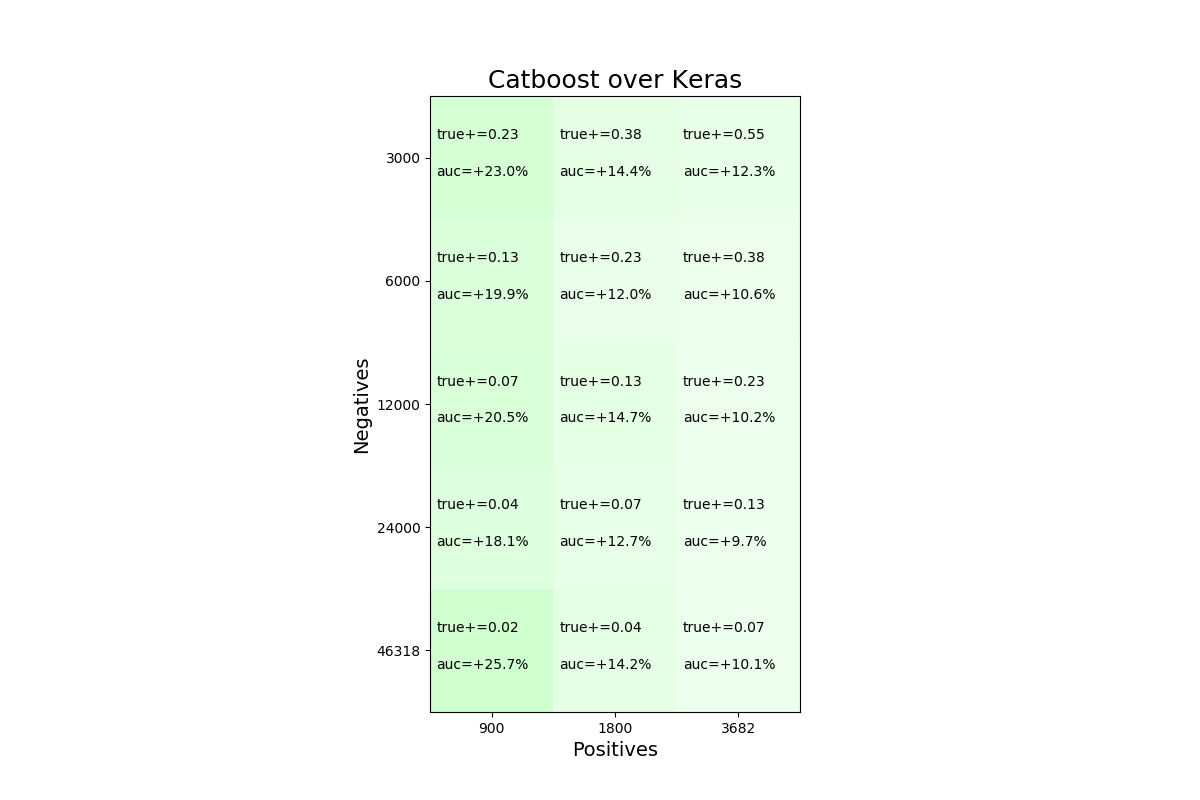 Catboost over Keras
true+=0.23 true+=0.38 true+=0.55
3000
auc=+23.0% auc=+14.4% auc=+12.3%
true+=0.13 true+=0.23 true+=0.38
6000
auc=+19.9% auc=+12.0% auc=+10.6%
Negatives
true+=0.07 true+=0.13 true+=0.23
12000
auc=+20.5% auc=+14.7% auc=+10.2%
true+=0.04 true+=0.07 true+=0.13
24000
auc=+18.1% auc=+12.7% auc=+9.7%
true+=0.02 true+=0.04 true+=0.07
46318
auc=+25.7% auc=+14.2% auc=+10.1%
900 1800 3682
Positives